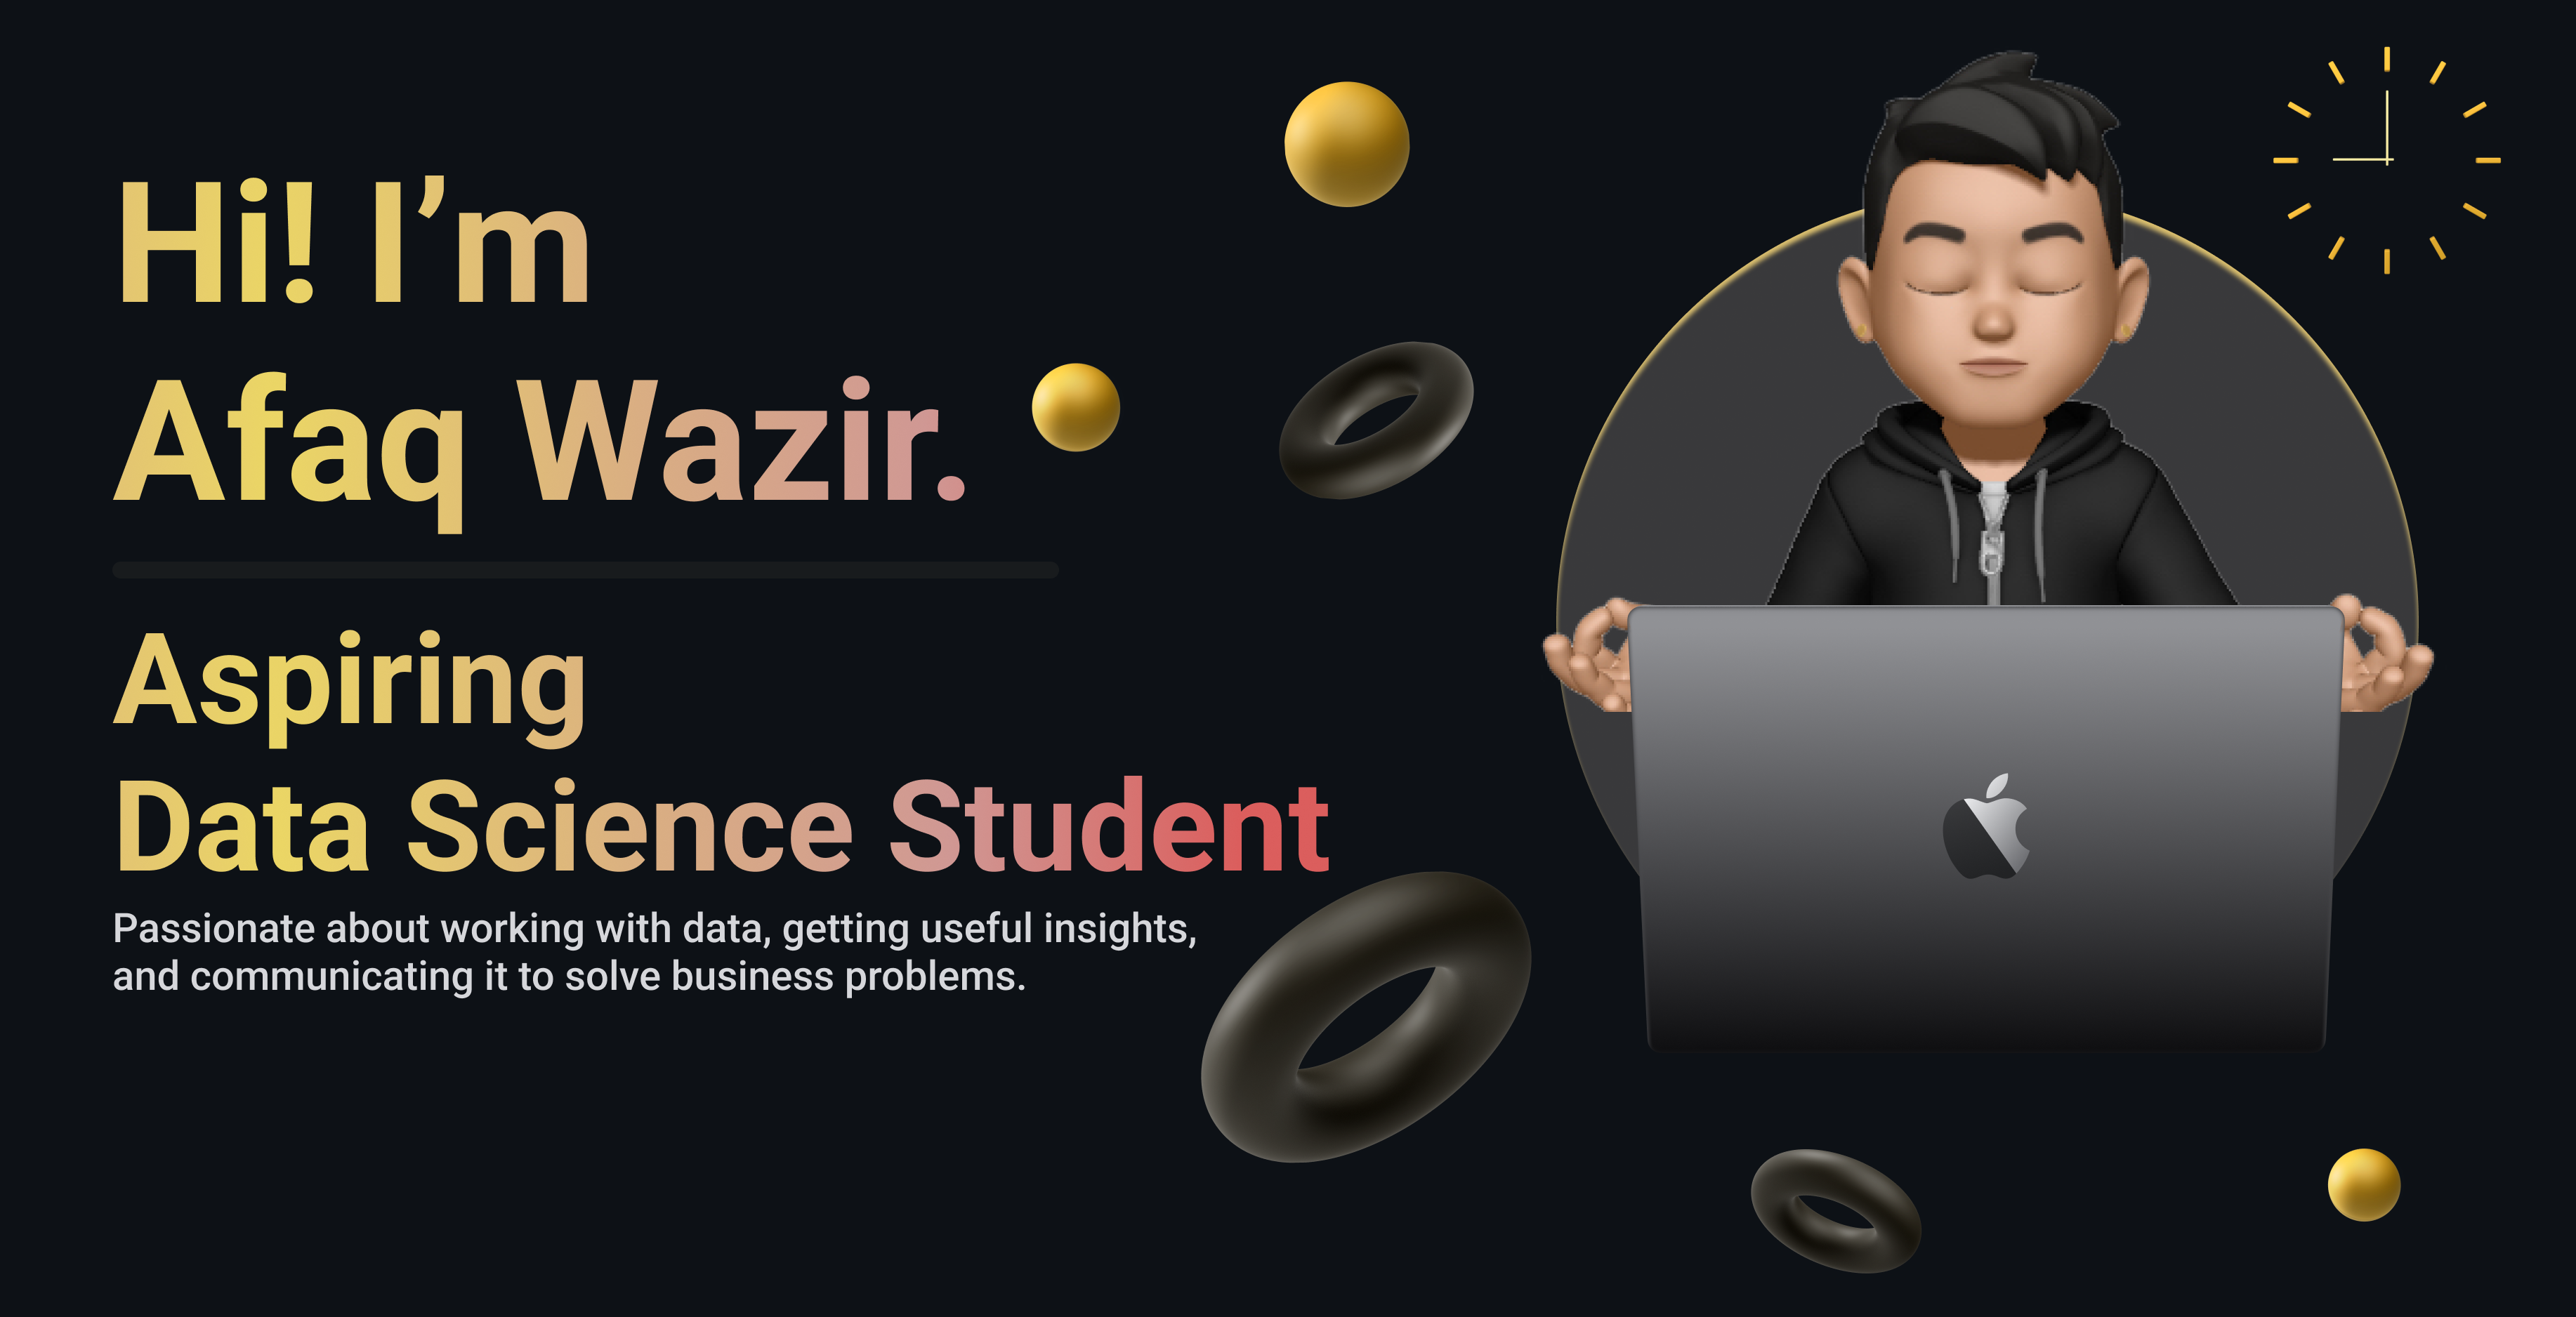 Hi! I’m
Afaq Wazir.
Aspiring
Data Science Student
Passionate about working with data, getting useful insights,
and communicating it to solve business problems.